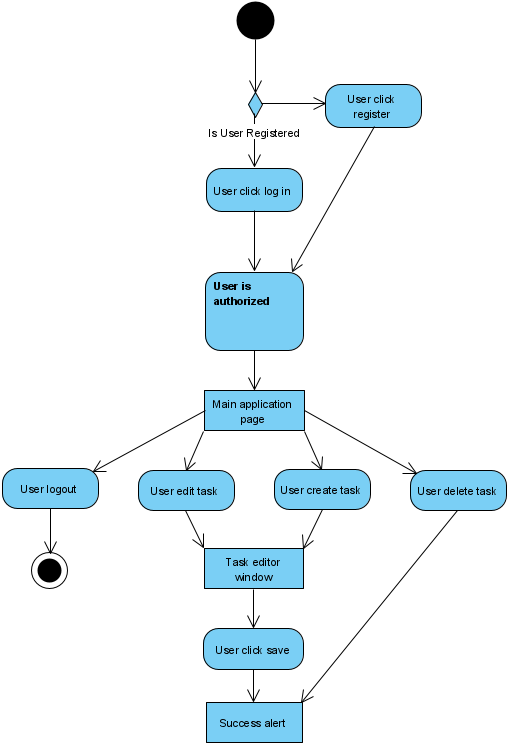 User click
register
Is User Registered
User click log in
User is
authorized
Main application
page
User logout
User edit task
User create task
User delete task
Task editor
window
User click save
Success alert